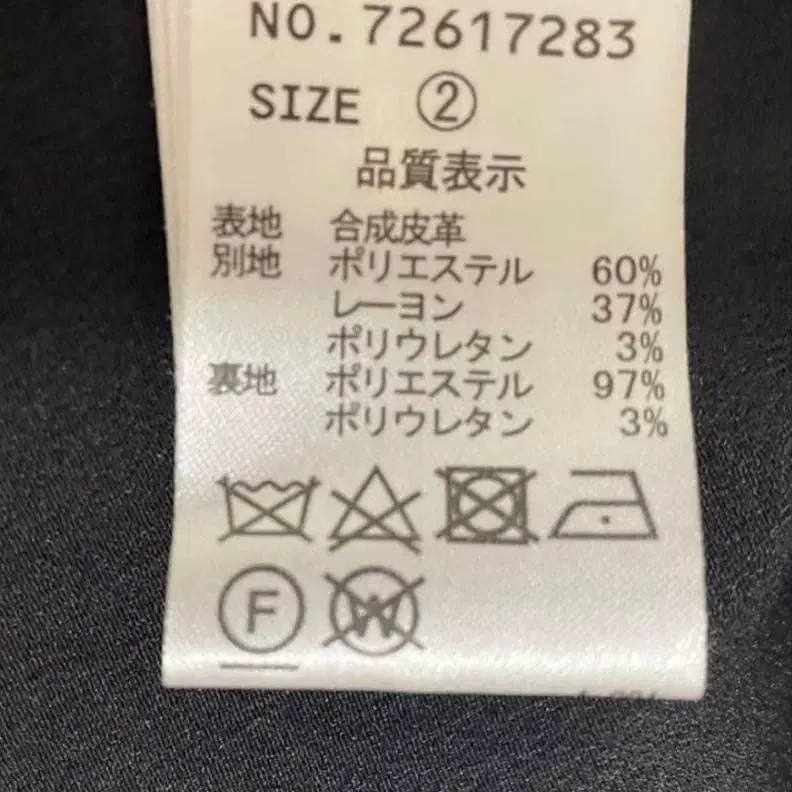 NO.72617283
SIZE ②
品質表示
表地 合成皮革
別地 ポリエステル 60%
レーヨン 37%
ポリウレタン 3%
裏地 ポリエステル 97%
ポリウレタン 3%
F W